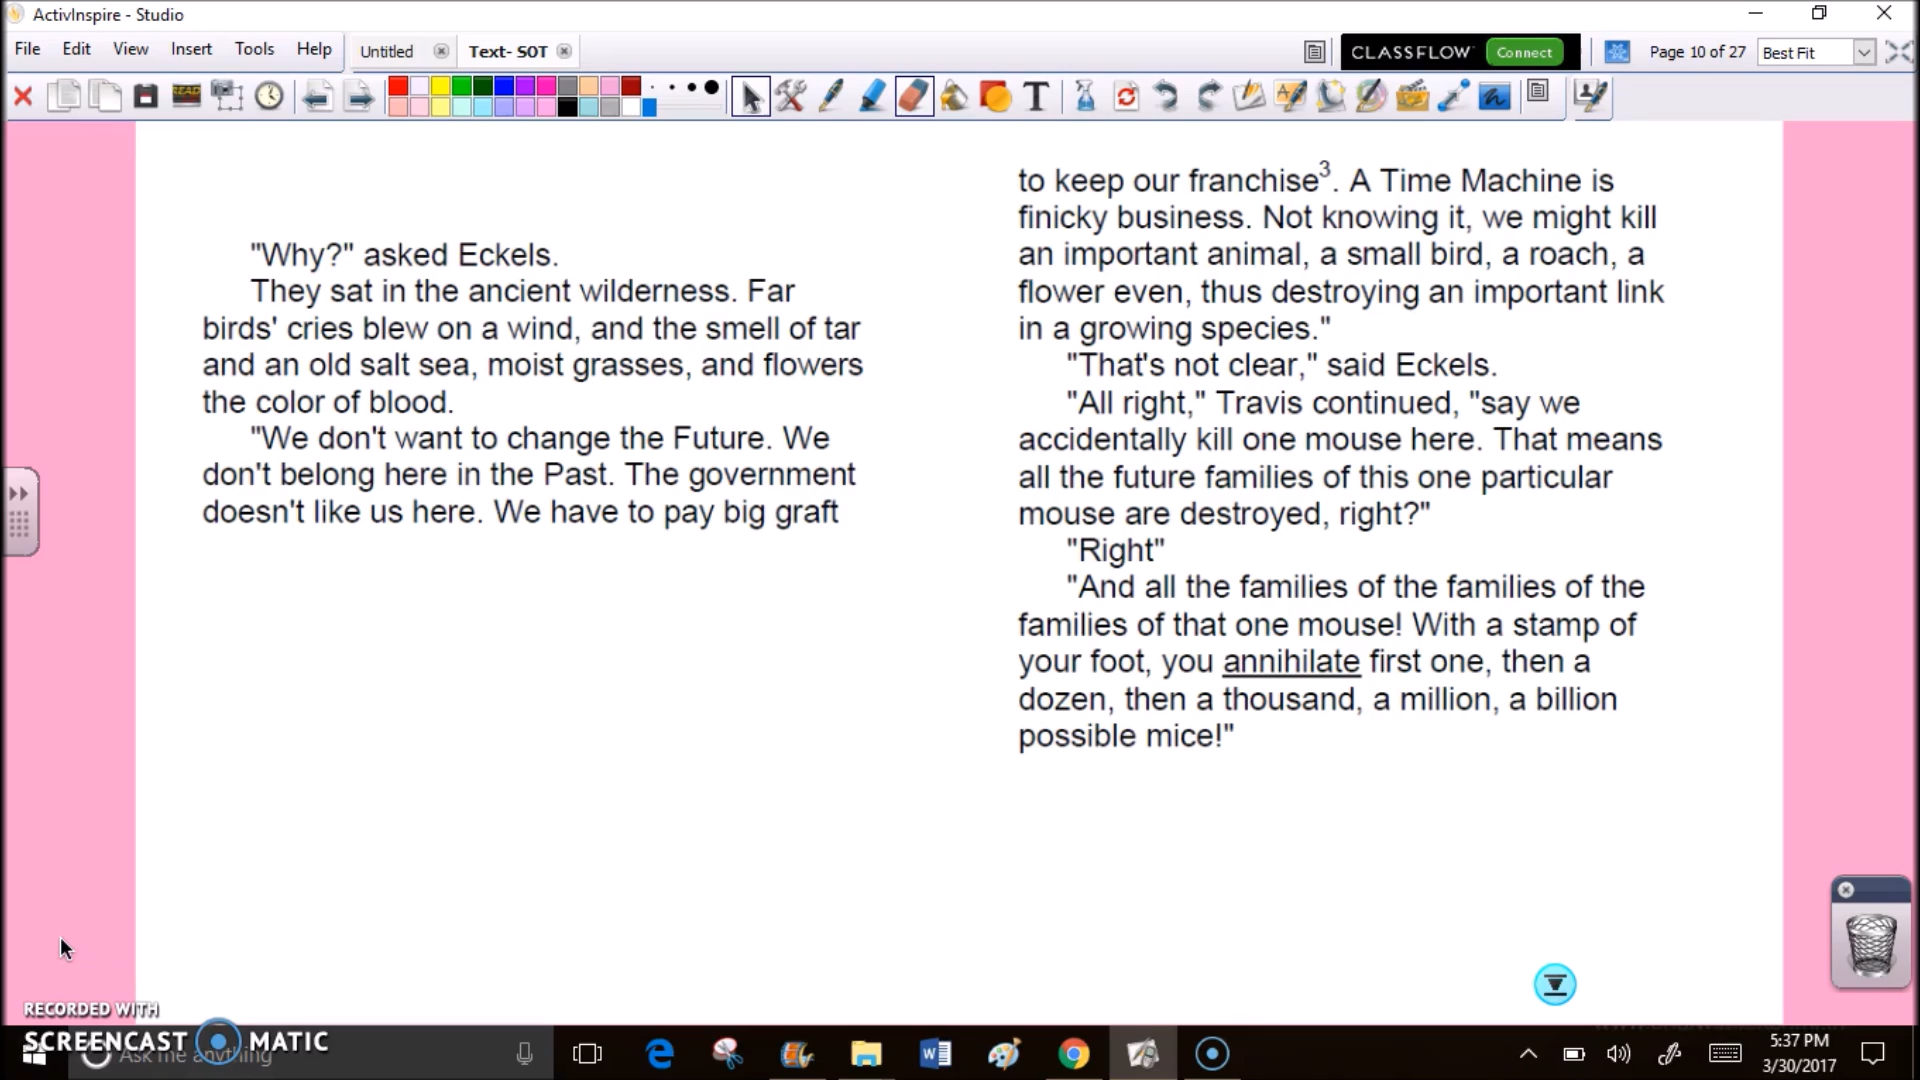 ActivInspire - Studio
File Edit View Insert Tools Help
Untitled Text- SOT
CLASSFLOW Connect
Page 10 of 27 Best Fit
READ
T
"Why?" asked Eckels.
They sat in the ancient wilderness. Far
birds' cries blew on a wind, and the smell of tar
and an old salt sea, moist grasses, and flowers
the color of blood.
"We don't want to change the Future. We
don't belong here in the Past. The government
doesn't like us here. We have to pay big graft
to keep our franchise³. A Time Machine is
finicky business. Not knowing it, we might kill
an important animal, a small bird, a roach, a
flower even, thus destroying an important link
in a growing species."
"That's not clear," said Eckels.
"All right," Travis continued, "say we
accidentally kill one mouse here. That means
all the future families of this one particular
mouse are destroyed, right?"
"Right"
"And all the families of the families of the
families of that one mouse! With a stamp of
your foot, you annihilate first one, then a
dozen, then a thousand, a million, a billion
possible mice!"
RECORDED WITH
SCREENCAST MATIC
Ask me anything
5:37 PM
3/30/2017